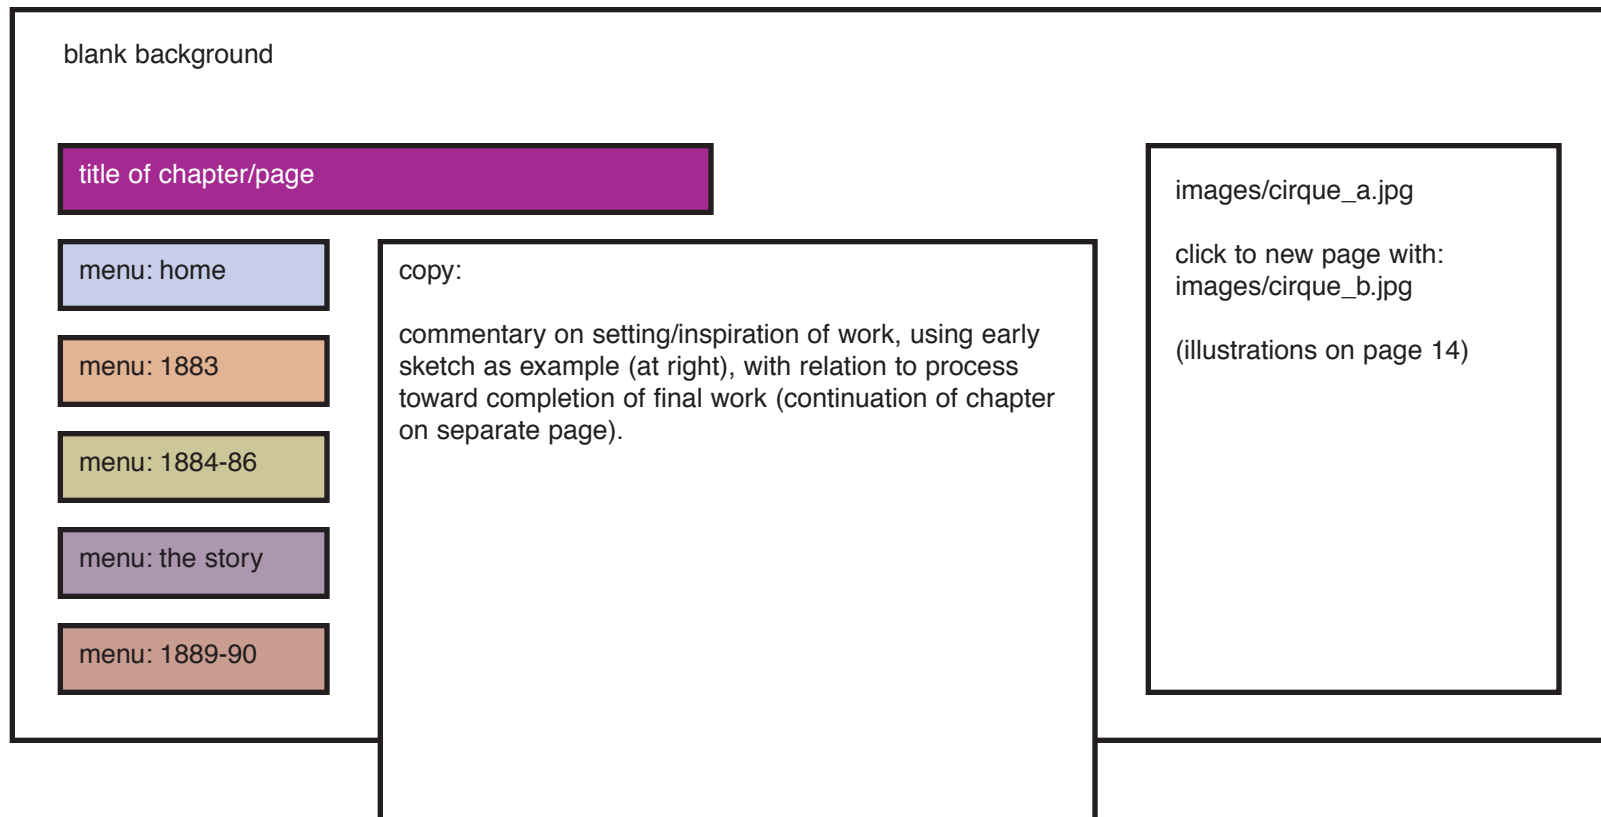 blank background
title of chapter/page
menu: home
menu: 1883
menu: 1884-86
menu: the story
menu: 1889-90
copy:
commentary on setting/inspiration of work, using early
sketch as example (at right), with relation to process
toward completion of final work (continuation of chapter
on separate page).
images/cirque_a.jpg
click to new page with:
images/cirque_b.jpg
(illustrations on page 14)